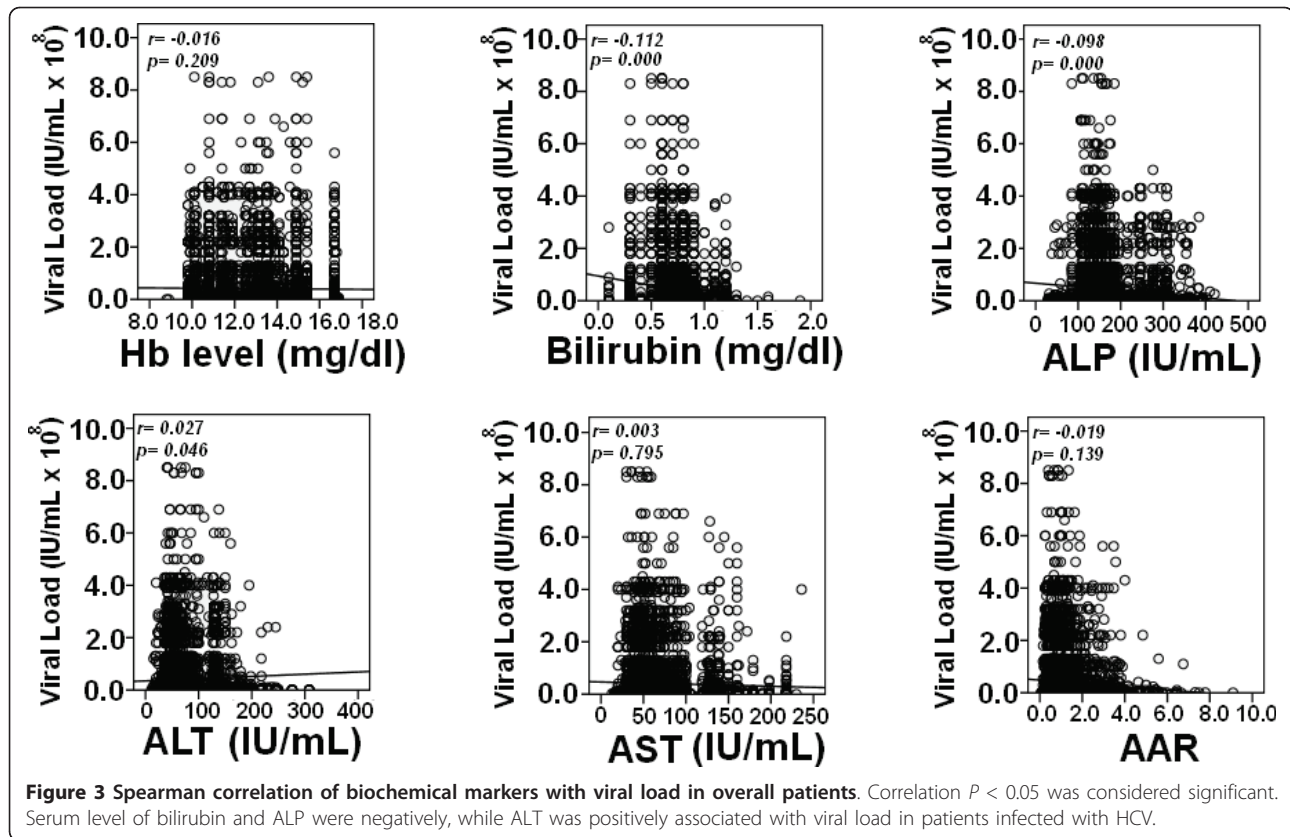 r= -0.016
p= 0.209
Viral Load (IU/mL x 10⁸)
10.0
8.0
6.0
4.0
2.0
0.0
8.0 10.0 12.0 14.0 16.0 18.0
Hb level (mg/dl)
r= -0.112
p= 0.000
Viral Load (IU/mL x 10⁸)
10.0
8.0
6.0
4.0
2.0
0.0
0.0 0.5 1.0 1.5 2.0
Bilirubin (mg/dl)
r= -0.098
p= 0.000
Viral Load (IU/mL x 10⁸)
10.0
8.0
6.0
4.0
2.0
0.0
0 100 200 300 400 500
ALP (IU/mL)
r= 0.027
p= 0.046
Viral Load (IU/mL x 10⁸)
10.0
8.0
6.0
4.0
2.0
0.0
0 100 200 300 400
ALT (IU/mL)
r= 0.003
p= 0.795
Viral Load (IU/mL x 10⁸)
10.0
8.0
6.0
4.0
2.0
0.0
0 50 100 150 200 250
AST (IU/mL)
r= -0.019
p= 0.139
Viral Load (IU/mL x 10⁸)
10.0
8.0
6.0
4.0
2.0
0.0
0.0 2.0 4.0 6.0 8.0 10.0
AAR
Figure 3 Spearman correlation of biochemical markers with viral load in overall patients. Correlation P < 0.05 was considered significant.
Serum level of bilirubin and ALP were negatively, while ALT was positively associated with viral load in patients infected with HCV.